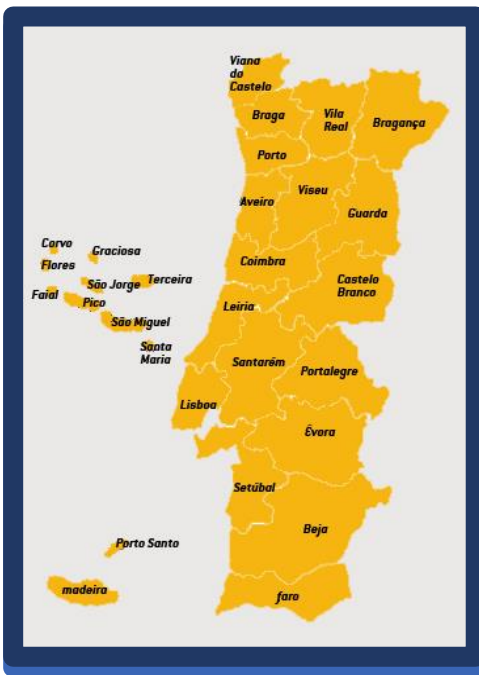 Viana
do
Castelo
Braga
Vila
Real
Bragança
Porto
Viseu
Aveiro
Guarda
Corvo
Graciosa
Flores
Coimbra
Terceira
São Jorge
Castelo
Branco
Faial
Pico
Leiria
São Miguel
Santa
Maria
Santarém
Portalegre
Lisboa
Évora
Setúbal
Beja
Porto Santo
madeira
faro